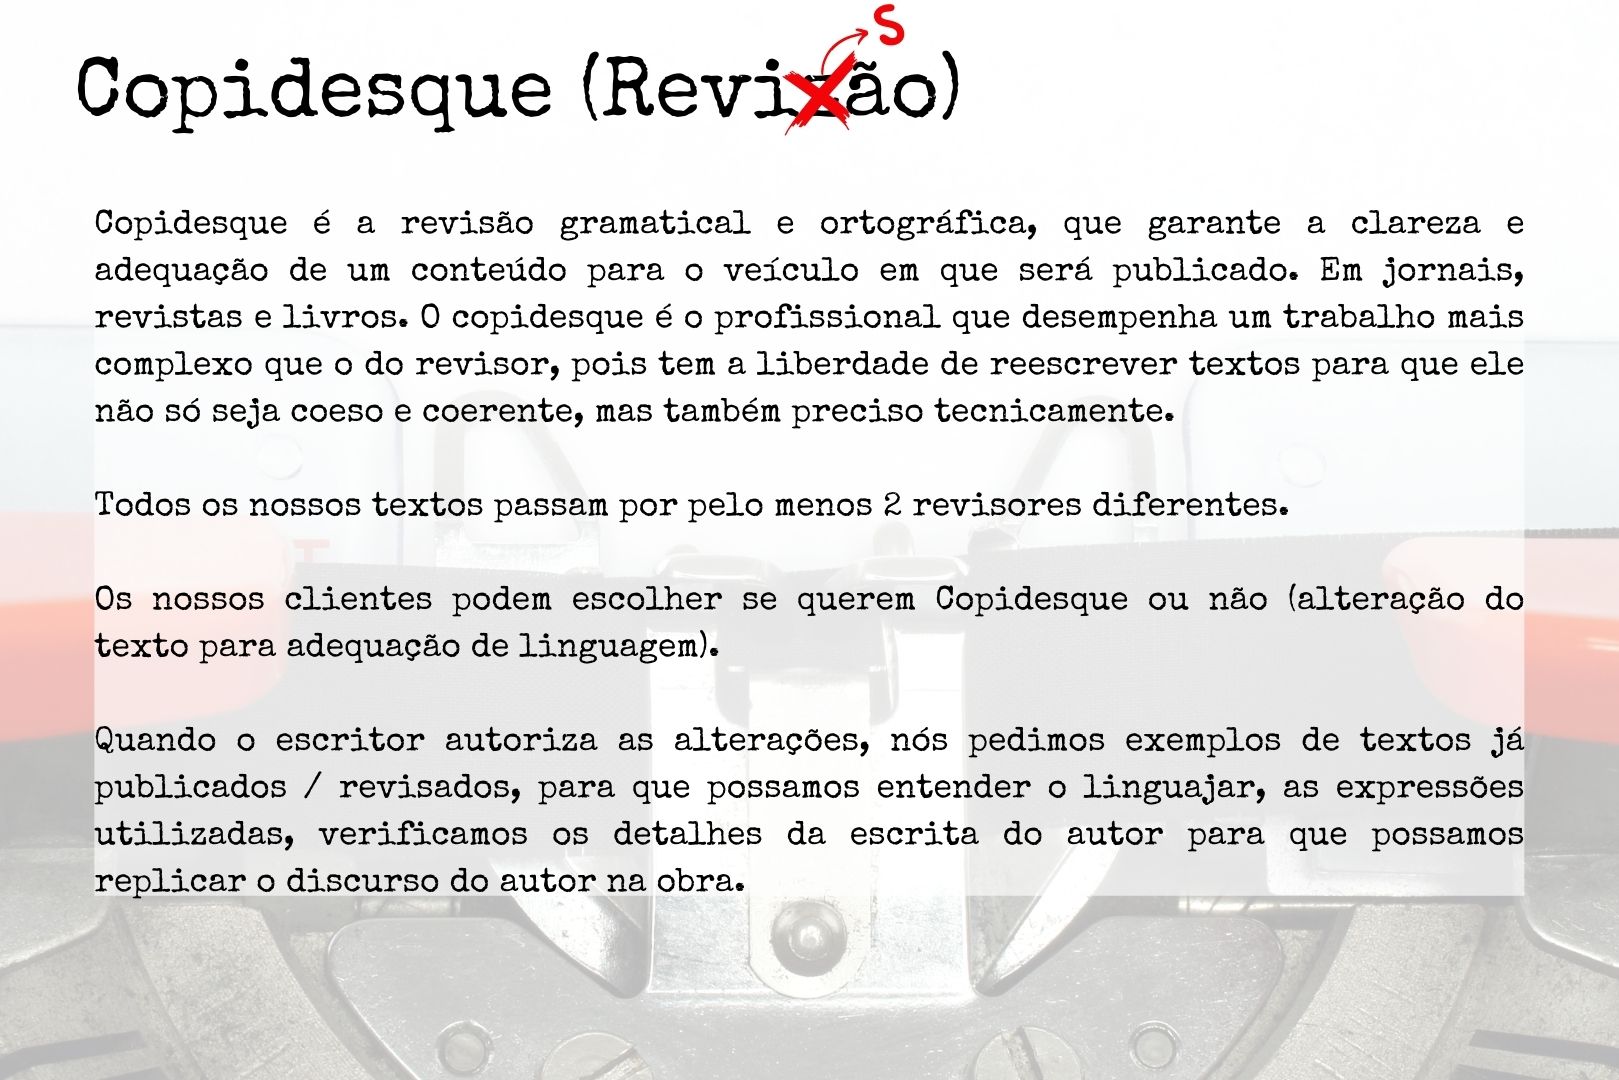 S
Copidesque (Revizão)
Copidesque é a revisão gramatical e ortográfica, que garante a clareza e
adequação de um conteúdo para o veículo em que será publicado. Em jornais,
revistas e livros. O copidesque é o profissional que desempenha um trabalho mais
complexo que o do revisor, pois tem a liberdade de reescrever textos para que ele
não só seja coeso e coerente, mas também preciso tecnicamente.
Todos os nossos textos passam por pelo menos 2 revisores diferentes.
Os nossos clientes podem escolher se querem Copidesque ou não (alteração do
texto para adequação de linguagem).
Quando o escritor autoriza as alterações, nós pedimos exemplos de textos já
publicados / revisados, para que possamos entender o linguajar, as expressões
utilizadas, verificamos os detalhes da escrita do autor para que possamos
replicar o discurso do autor na obra.